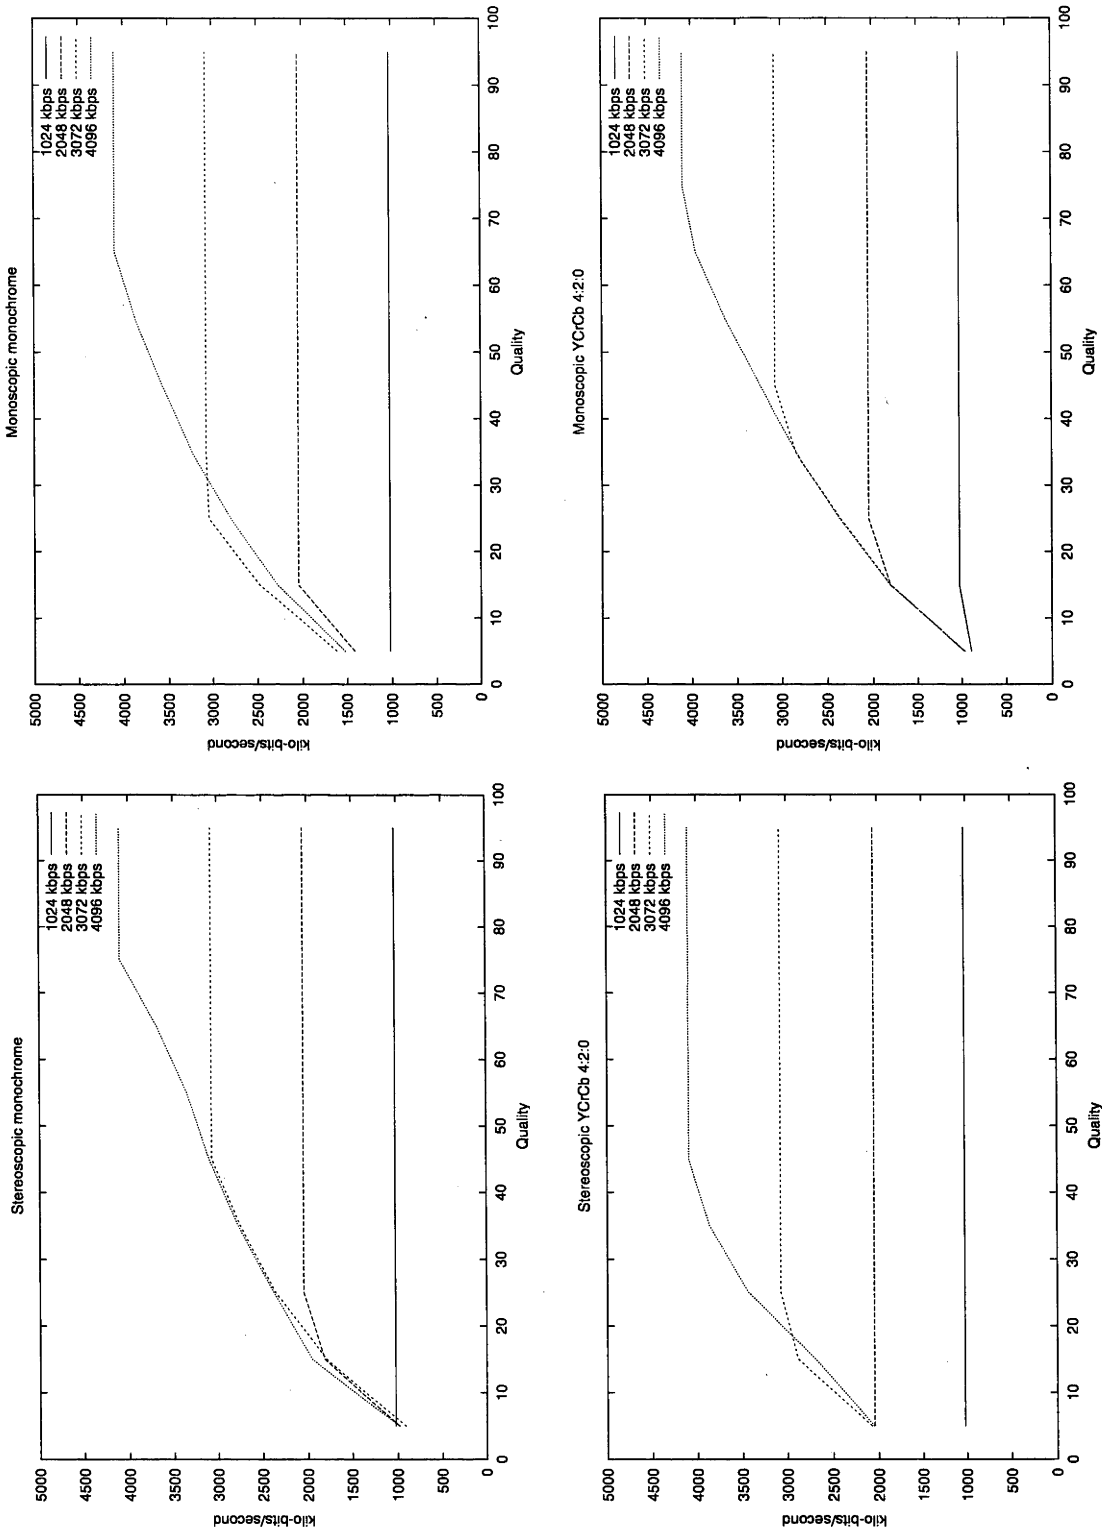 Stereoscopic monochrome
5000
4500
4000
3500
3000
2500
2000
1500
1000
500
0
kilo-bits/second
1024 kbps
2048 kbps
3072 kbps
4096 kbps
0 10 20 30 40 50 60 70 80 90 100
Quality
Monoscopic monochrome
5000
4500
4000
3500
3000
2500
2000
1500
1000
500
0
kilo-bits/second
1024 kbps
2048 kbps
3072 kbps
4096 kbps
0 10 20 30 40 50 60 70 80 90 100
Quality
Stereoscopic YCrCb 4:2:0
5000
4500
4000
3500
3000
2500
2000
1500
1000
500
0
kilo-bits/second
1024 kbps
2048 kbps
3072 kbps
4096 kbps
0 10 20 30 40 50 60 70 80 90 100
Quality
Monoscopic YCrCb 4:2:0
5000
4500
4000
3500
3000
2500
2000
1500
1000
500
0
kilo-bits/second
1024 kbps
2048 kbps
3072 kbps
4096 kbps
0 10 20 30 40 50 60 70 80 90 100
Quality